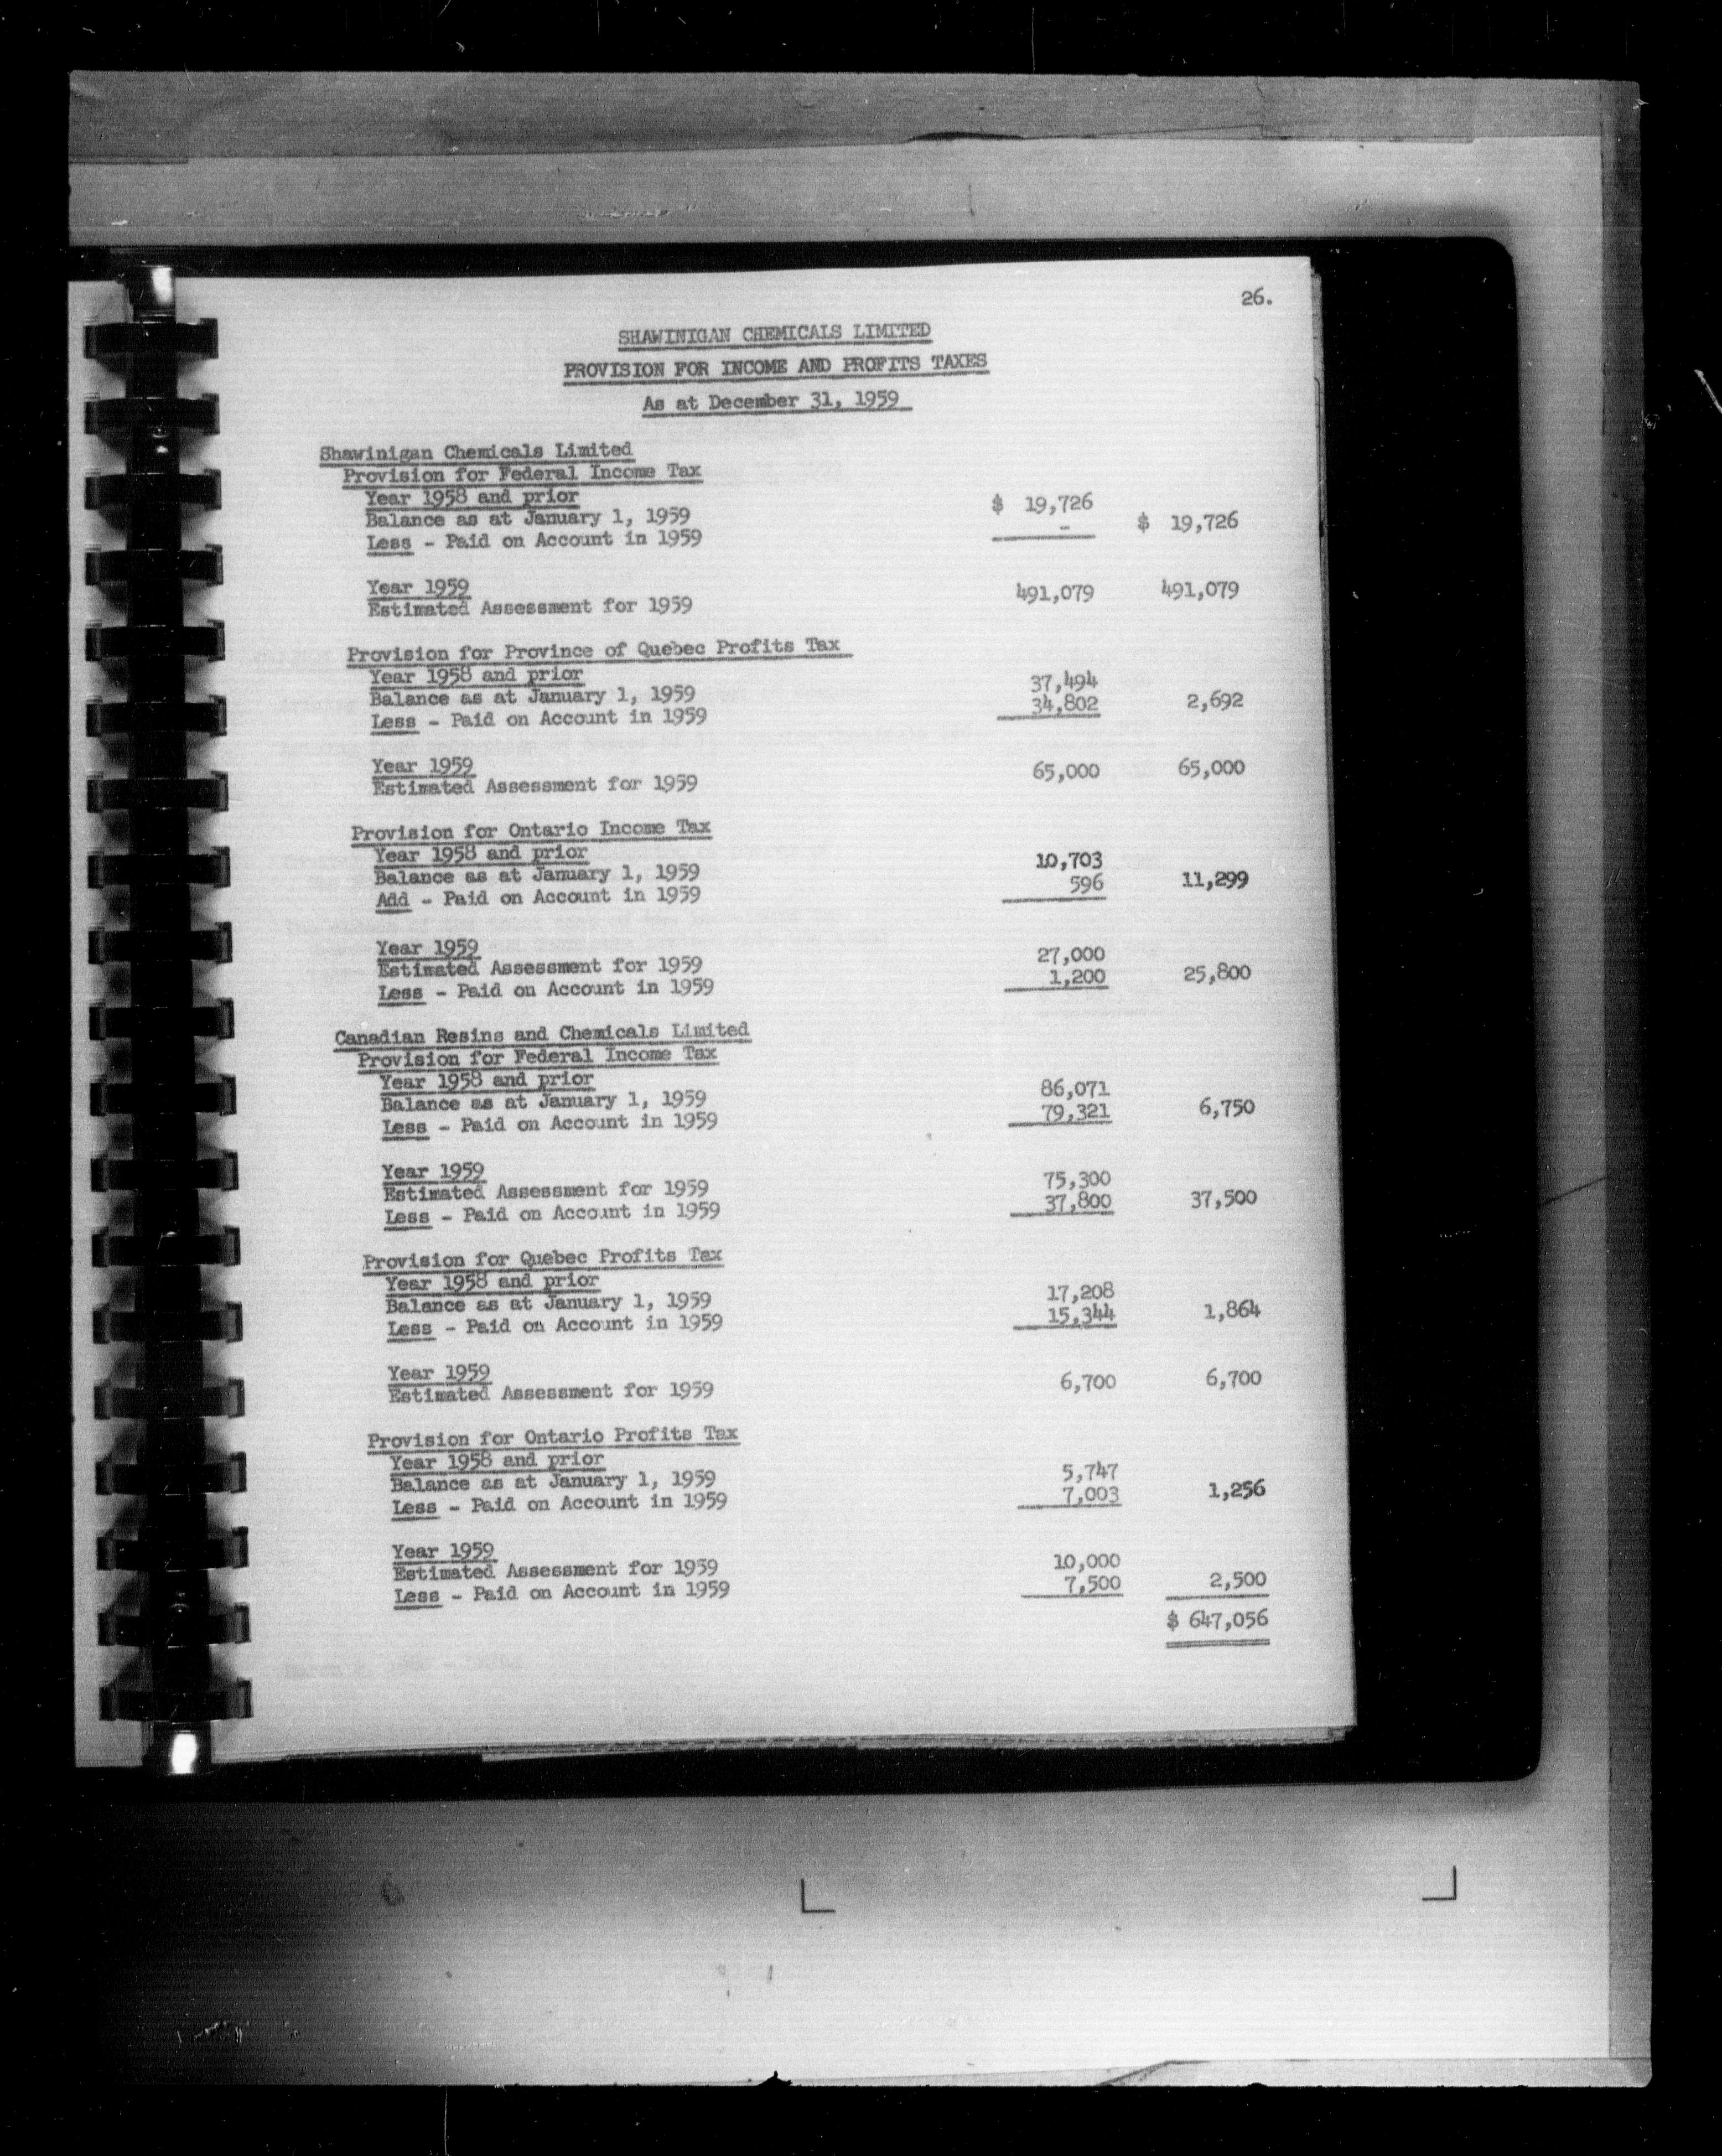 26.
SHAWINIGAN CHEMICALS LIMITED
PROVISION FOR INCOME AND PROFITS TAXES
As at December 31, 1959
Shawinigan Chemicals Limited
Provision for Federal Income Tax
Year 1958 and prior
Balance as at January 1, 1959 $ 19,726
Less - Paid on Account in 1959 - $ 19,726
Year 1959
Estimated Assessment for 1959 491,079 491,079
Provision for Province of Quebec Profits Tax
Year 1958 and prior
Balance as at January 1, 1959 37,494
Less - Paid on Account in 1959 34,802 2,692
Year 1959
Estimated Assessment for 1959 65,000 65,000
Provision for Ontario Income Tax
Year 1958 and prior
Balance as at January 1, 1959 10,703
Add - Paid on Account in 1959 596 11,299
Year 1959
Estimated Assessment for 1959 27,000
Less - Paid on Account in 1959 1,200 25,800
Canadian Resins and Chemicals Limited
Provision for Federal Income Tax
Year 1958 and prior
Balance as at January 1, 1959 86,071
Less - Paid on Account in 1959 79,321 6,750
Year 1959
Estimated Assessment for 1959 75,300
Less - Paid on Account in 1959 37,800 37,500
Provision for Quebec Profits Tax
Year 1958 and prior
Balance as at January 1, 1959 17,208
Less - Paid on Account in 1959 15,344 1,864
Year 1959
Estimated Assessment for 1959 6,700 6,700
Provision for Ontario Profits Tax
Year 1958 and prior
Balance as at January 1, 1959 5,747
Less - Paid on Account in 1959 7,003 1,256
Year 1959
Estimated Assessment for 1959 10,000
Less - Paid on Account in 1959 7,500 2,500
$ 647,056